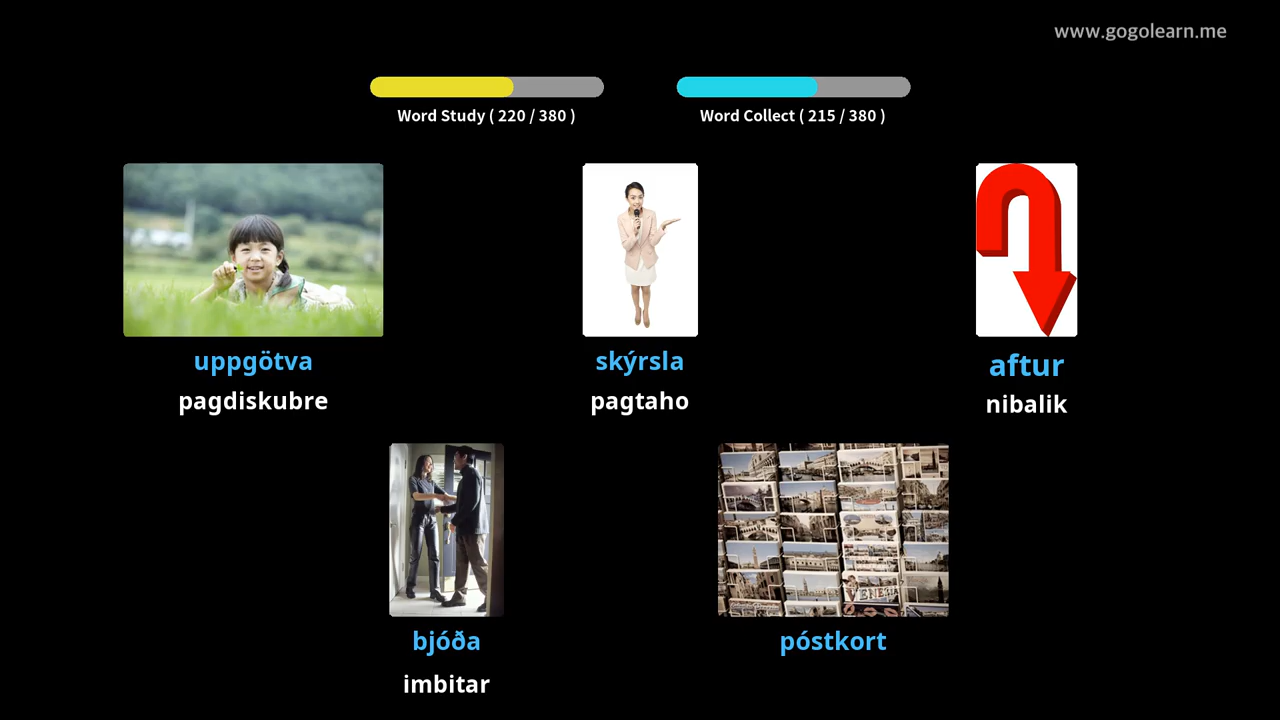 www.gogolearn.me
Word Study ( 220 / 380 )
Word Collect ( 215 / 380 )
uppgötva
pagdiskubre
skýrsla
pagtaho
aftur
nibalik
bjóða
imbitar
póstkort